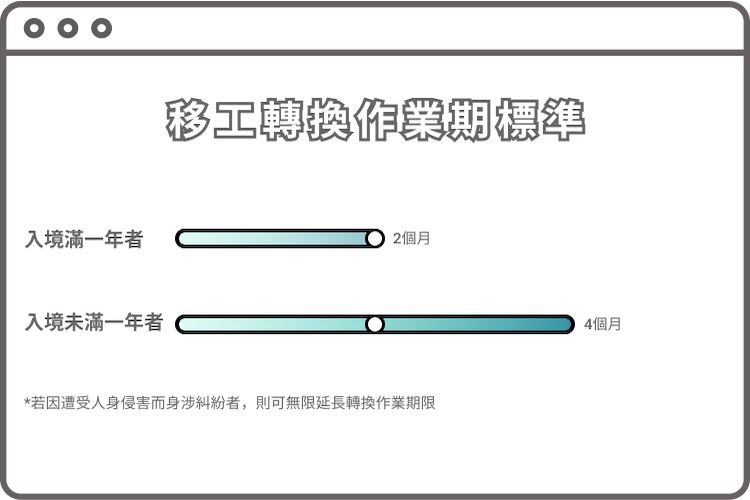 移工轉換作業期標準
入境滿一年者 2個月
入境未滿一年者 4個月
*若因遭受人身侵害而身涉糾紛者，則可無限延長轉換作業期限